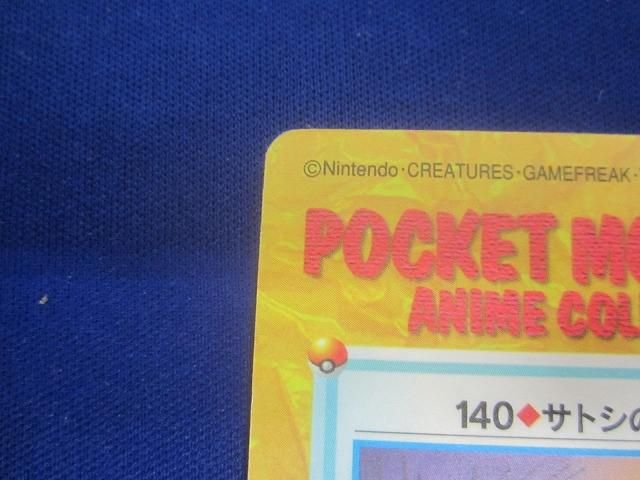 ©Nintendo·CREATURES·GAMEFREAK·
POCKET MO
ANIME COL
140◆サトシの